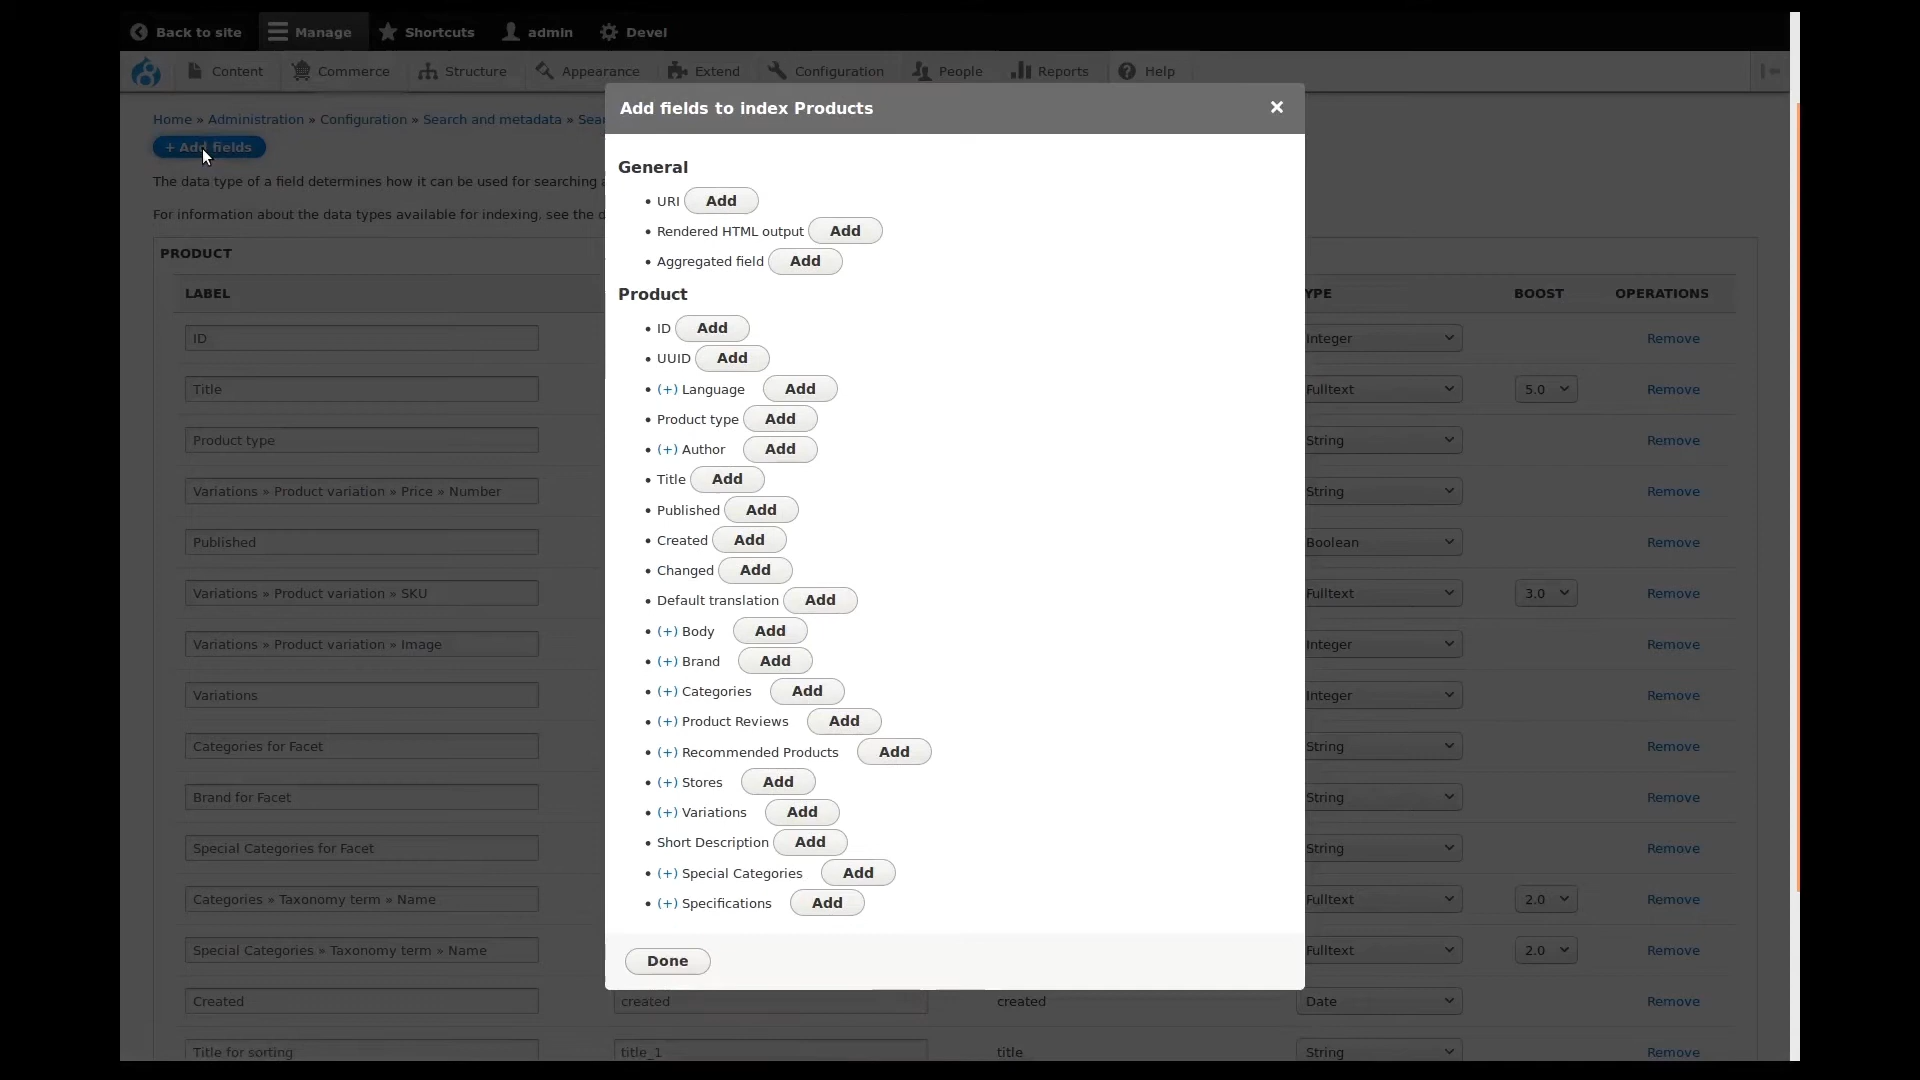 Back to site Manage Shortcuts admin Devel
Content Commerce Structure Appearance Extend Configuration People Reports Help
Add fields to index Products
Home » Administration » Configuration » Search and metadata »
+ Add fields
The data type of a field determines how it can be used for searching
For information about the data types available for indexing, see the
General
• URI Add
• Rendered HTML output Add
• Aggregated field Add
Product
• ID Add
• UUID Add
• (+) Language Add
• Product type Add
• (+) Author Add
• Title Add
• Published Add
• Created Add
• Changed Add
• Default translation Add
• (+) Body Add
• (+) Brand Add
• (+) Categories Add
• (+) Product Reviews Add
• (+) Recommended Products Add
• (+) Stores Add
• (+) Variations Add
• Short Description Add
• (+) Special Categories Add
• (+) Specifications Add
Done
PRODUCT
LABEL BOOST OPERATIONS
ID Integer Remove
Title Fulltext 5.0 Remove
Product type String Remove
Variations » Product variation » Price » Number String Remove
Published Boolean Remove
Variations » Product variation » SKU Fulltext 3.0 Remove
Variations » Product variation » Image Integer Remove
Variations Integer Remove
Categories for Facet String Remove
Brand for Facet String Remove
Special Categories for Facet String Remove
Categories » Taxonomy term » Name Fulltext 2.0 Remove
Special Categories » Taxonomy term » Name Fulltext 2.0 Remove
Created created created Date Remove
Title for sorting title_1 title String Remove